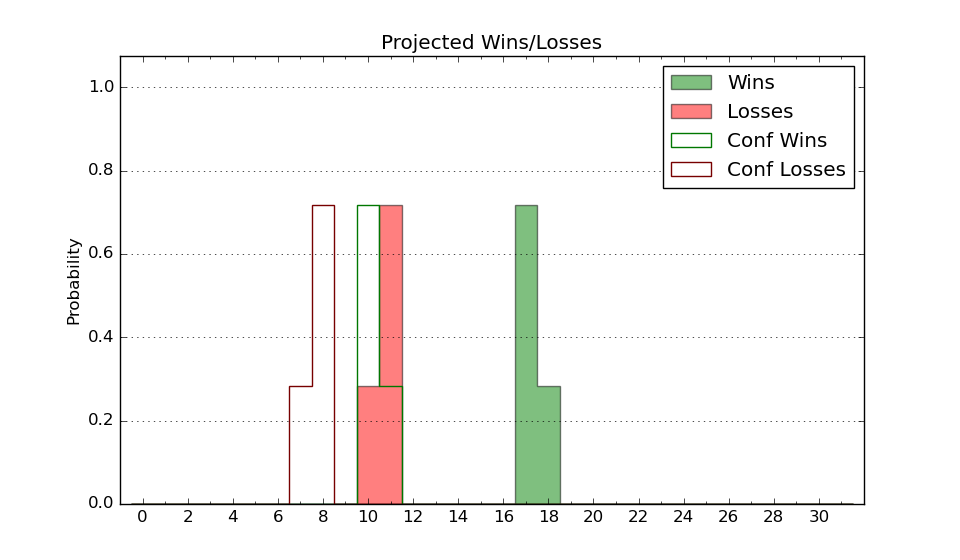 Projected Wins/Losses
Wins
Losses
Conf Wins
Conf Losses
Probability
1.0
0.8
0.6
0.4
0.2
0.0
0 2 4 6 8 10 12 14 16 18 20 22 24 26 28 30